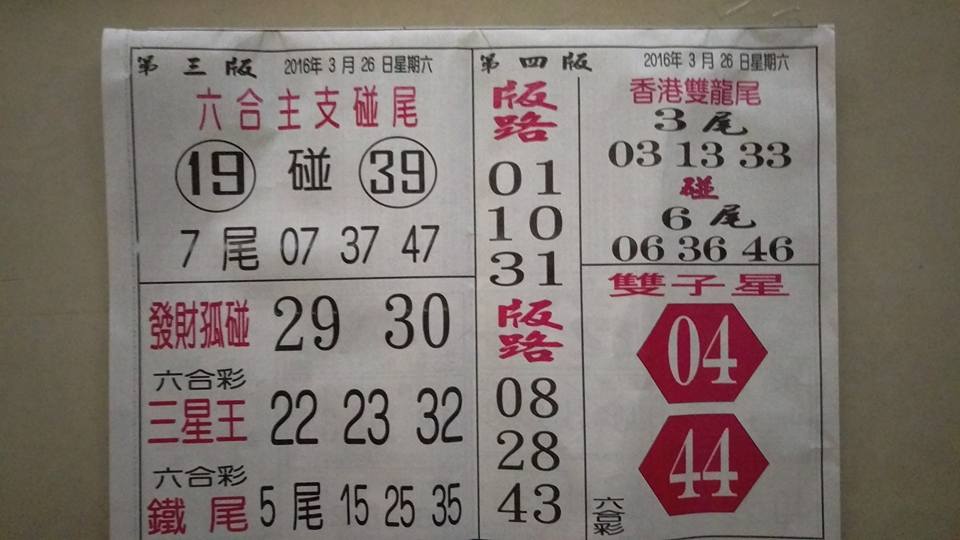 第三版 2016年3月26日星期六
六合主支碰尾
19 碰 39
7尾 07 37 47
發財孤碰 29 30
六合彩
三星王 22 23 32
六合彩
鐵尾 5尾 15 25 35
第四版 2016年3月26日星期六
版路
01
10
31
版路
08
28
43
香港雙龍尾
3尾
03 13 33
碰
6尾
06 36 46
雙子星
04
44
六合彩